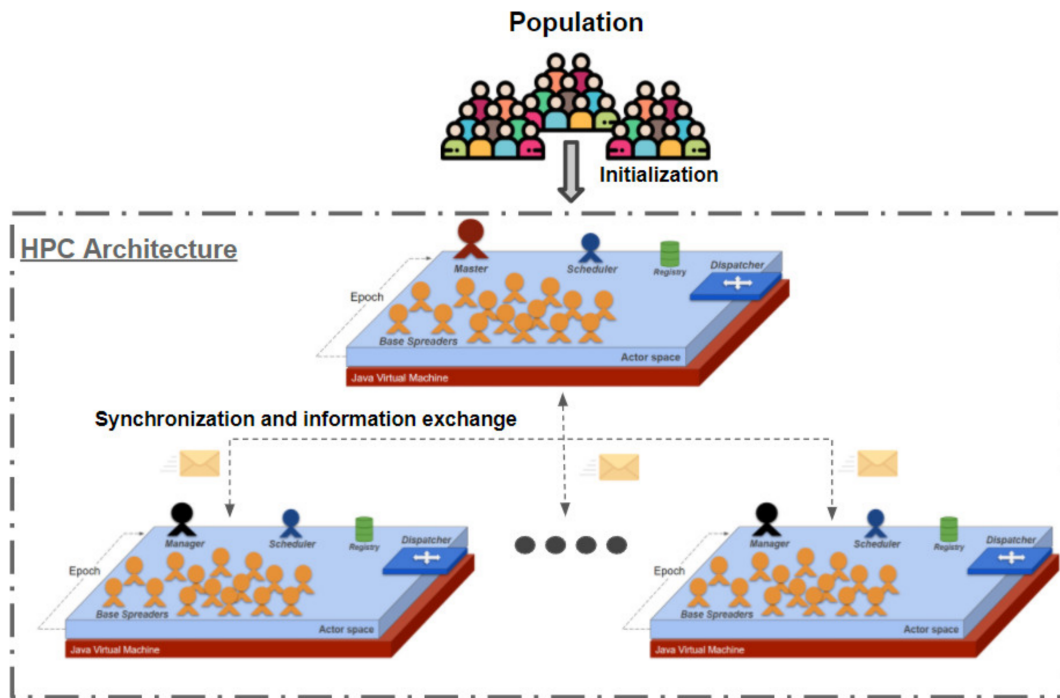 Population
Initialization
HPC Architecture
Master
Scheduler
Registry
Dispatcher
Epoch
Base Spreaders
Actor space
Java Virtual Machine
Synchronization and information exchange
Manager
Scheduler
Registry
Dispatcher
Epoch
Base Spreaders
Actor space
Java Virtual Machine
Manager
Scheduler
Registry
Dispatcher
Epoch
Base Spreaders
Actor space
Java Virtual Machine